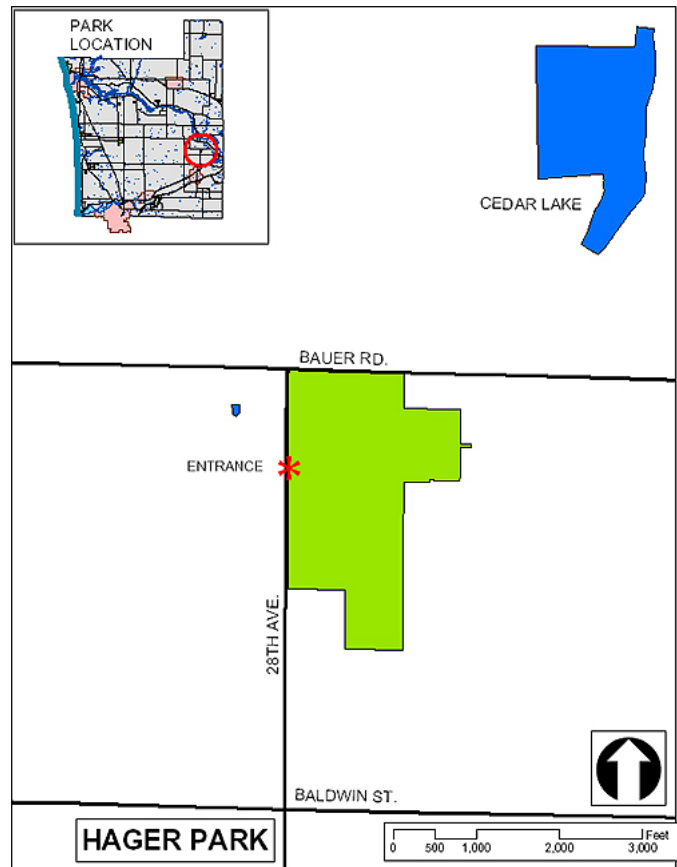 PARK
LOCATION
CEDAR LAKE
BAUER RD.
ENTRANCE
28TH AVE.
BALDWIN ST.
HAGER PARK
Feet
0 500 1,000 2,000 3,000